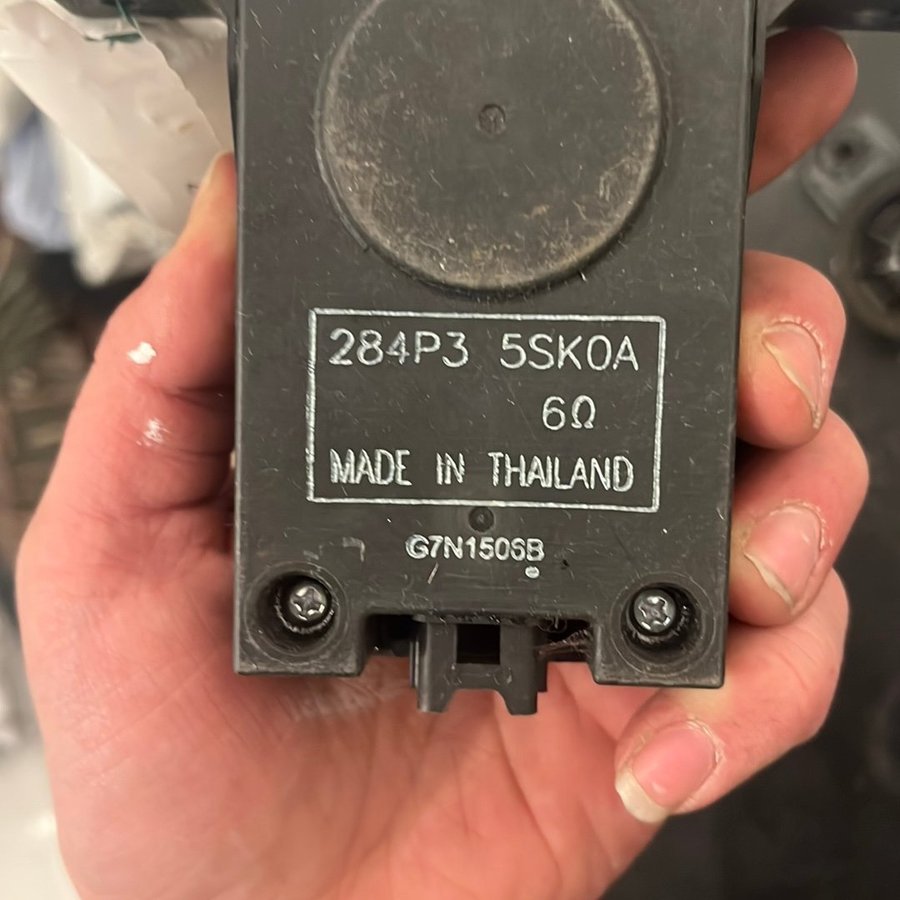 284P3 5SK0A
6Ω
MADE IN THAILAND
G7N1506B